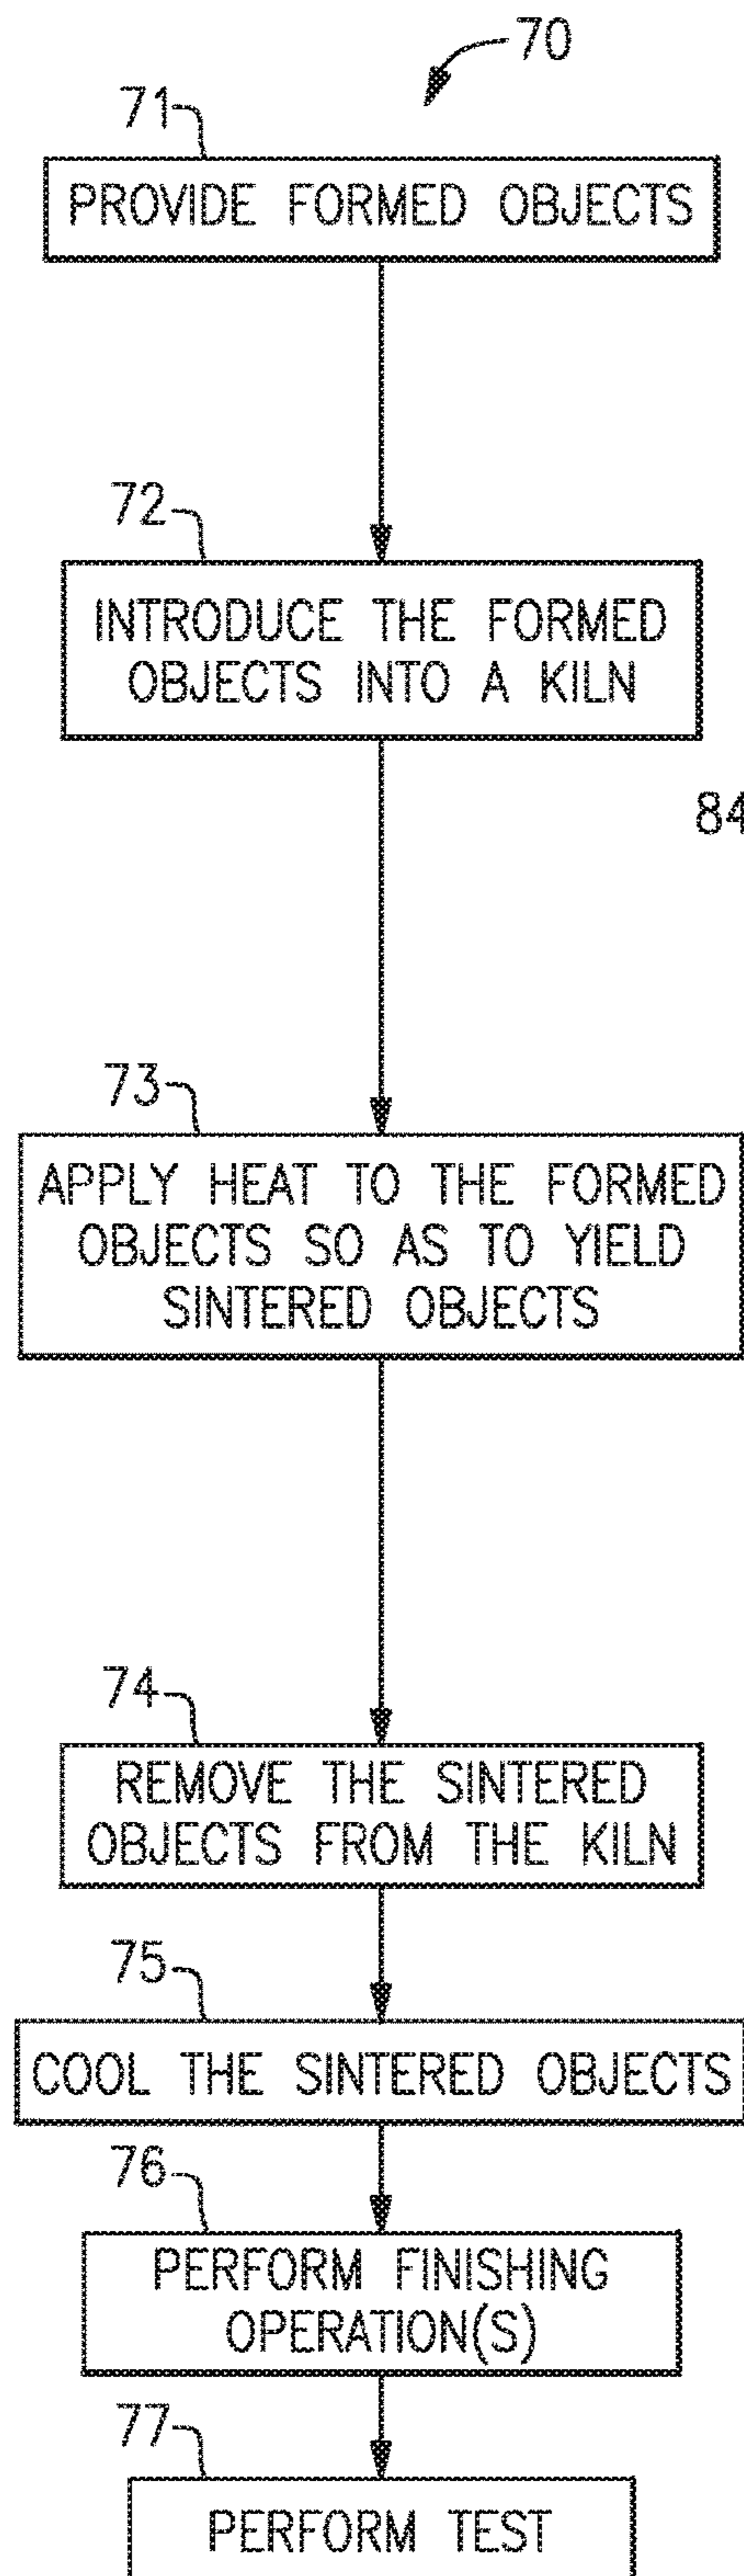 70
71
PROVIDE FORMED OBJECTS
72
INTRODUCE THE FORMED
OBJECTS INTO A KILN
84
73
APPLY HEAT TO THE FORMED
OBJECTS SO AS TO YIELD
SINTERED OBJECTS
74
REMOVE THE SINTERED
OBJECTS FROM THE KILN
75
COOL THE SINTERED OBJECTS
76
PERFORM FINISHING
OPERATION(S)
77
PERFORM TEST